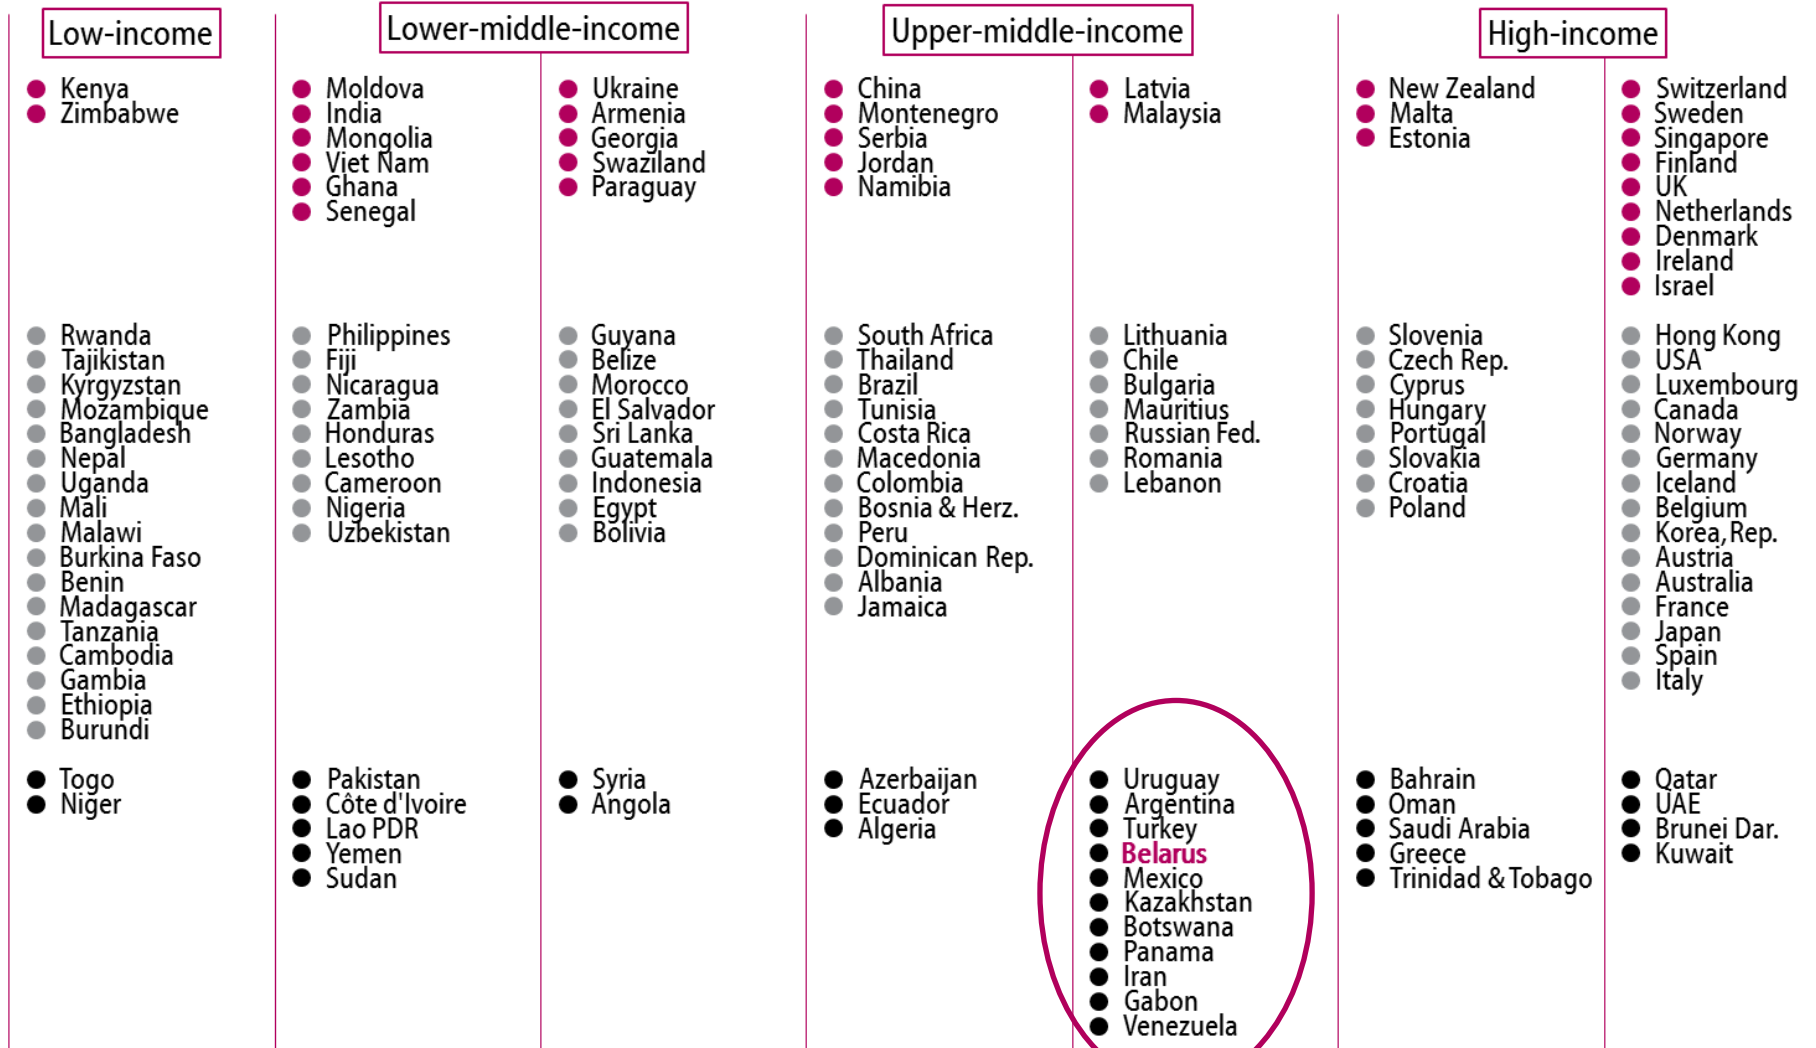 Low-income
Kenya
Zimbabwe
Rwanda
Tajikistan
Kyrgyzstan
Mozambique
Bangladesh
Nepal
Uganda
Mali
Malawi
Burkina Faso
Benin
Madagascar
Tanzania
Cambodia
Gambia
Ethiopia
Burundi
Togo
Niger
Lower-middle-income
Moldova
India
Mongolia
Viet Nam
Ghana
Senegal
Philippines
Fiji
Nicaragua
Zambia
Honduras
Lesotho
Cameroon
Nigeria
Uzbekistan
Pakistan
Côte d'Ivoire
Lao PDR
Yemen
Sudan
Ukraine
Armenia
Georgia
Swaziland
Paraguay
Guyana
Belize
Morocco
El Salvador
Sri Lanka
Guatemala
Indonesia
Egypt
Bolivia
Syria
Angola
Upper-middle-income
China
Montenegro
Serbia
Jordan
Namibia
South Africa
Thailand
Brazil
Tunisia
Costa Rica
Macedonia
Colombia
Bosnia & Herz.
Peru
Dominican Rep.
Albania
Jamaica
Azerbaijan
Ecuador
Algeria
Latvia
Malaysia
Lithuania
Chile
Bulgaria
Mauritius
Russian Fed.
Romania
Lebanon
Uruguay
Argentina
Turkey
Belarus
Mexico
Kazakhstan
Botswana
Panama
Iran
Gabon
Venezuela
High-income
New Zealand
Malta
Estonia
Slovenia
Czech Rep.
Cyprus
Hungary
Portugal
Slovakia
Croatia
Poland
Bahrain
Oman
Saudi Arabia
Greece
Trinidad & Tobago
Switzerland
Sweden
Singapore
Finland
UK
Netherlands
Denmark
Ireland
Israel
Hong Kong
USA
Luxembourg
Canada
Norway
Germany
Iceland
Belgium
Korea, Rep.
Austria
Australia
France
Japan
Spain
Italy
Qatar
UAE
Brunei Dar.
Kuwait